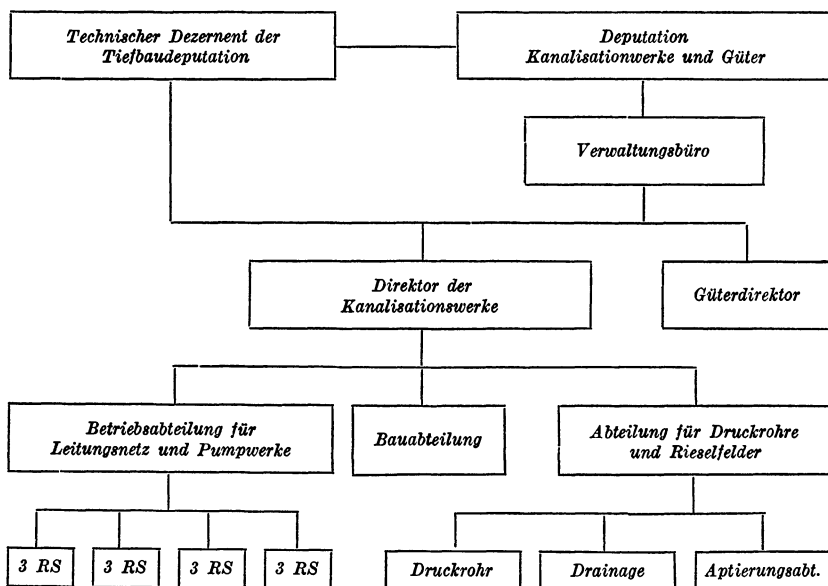 Technischer Dezernent der
Tiefbaudeputation
Deputation
Kanalisationwerke und Güter
Verwaltungsbüro
Direktor der
Kanalisationswerke
Güterdirektor
Betriebsabteilung für
Leitungsnetz und Pumpwerke
Bauabteilung
Abteilung für Druckrohre
und Rieselfelder
3 RS
3 RS
3 RS
3 RS
Druckrohr
Drainage
Aptierungsabt.